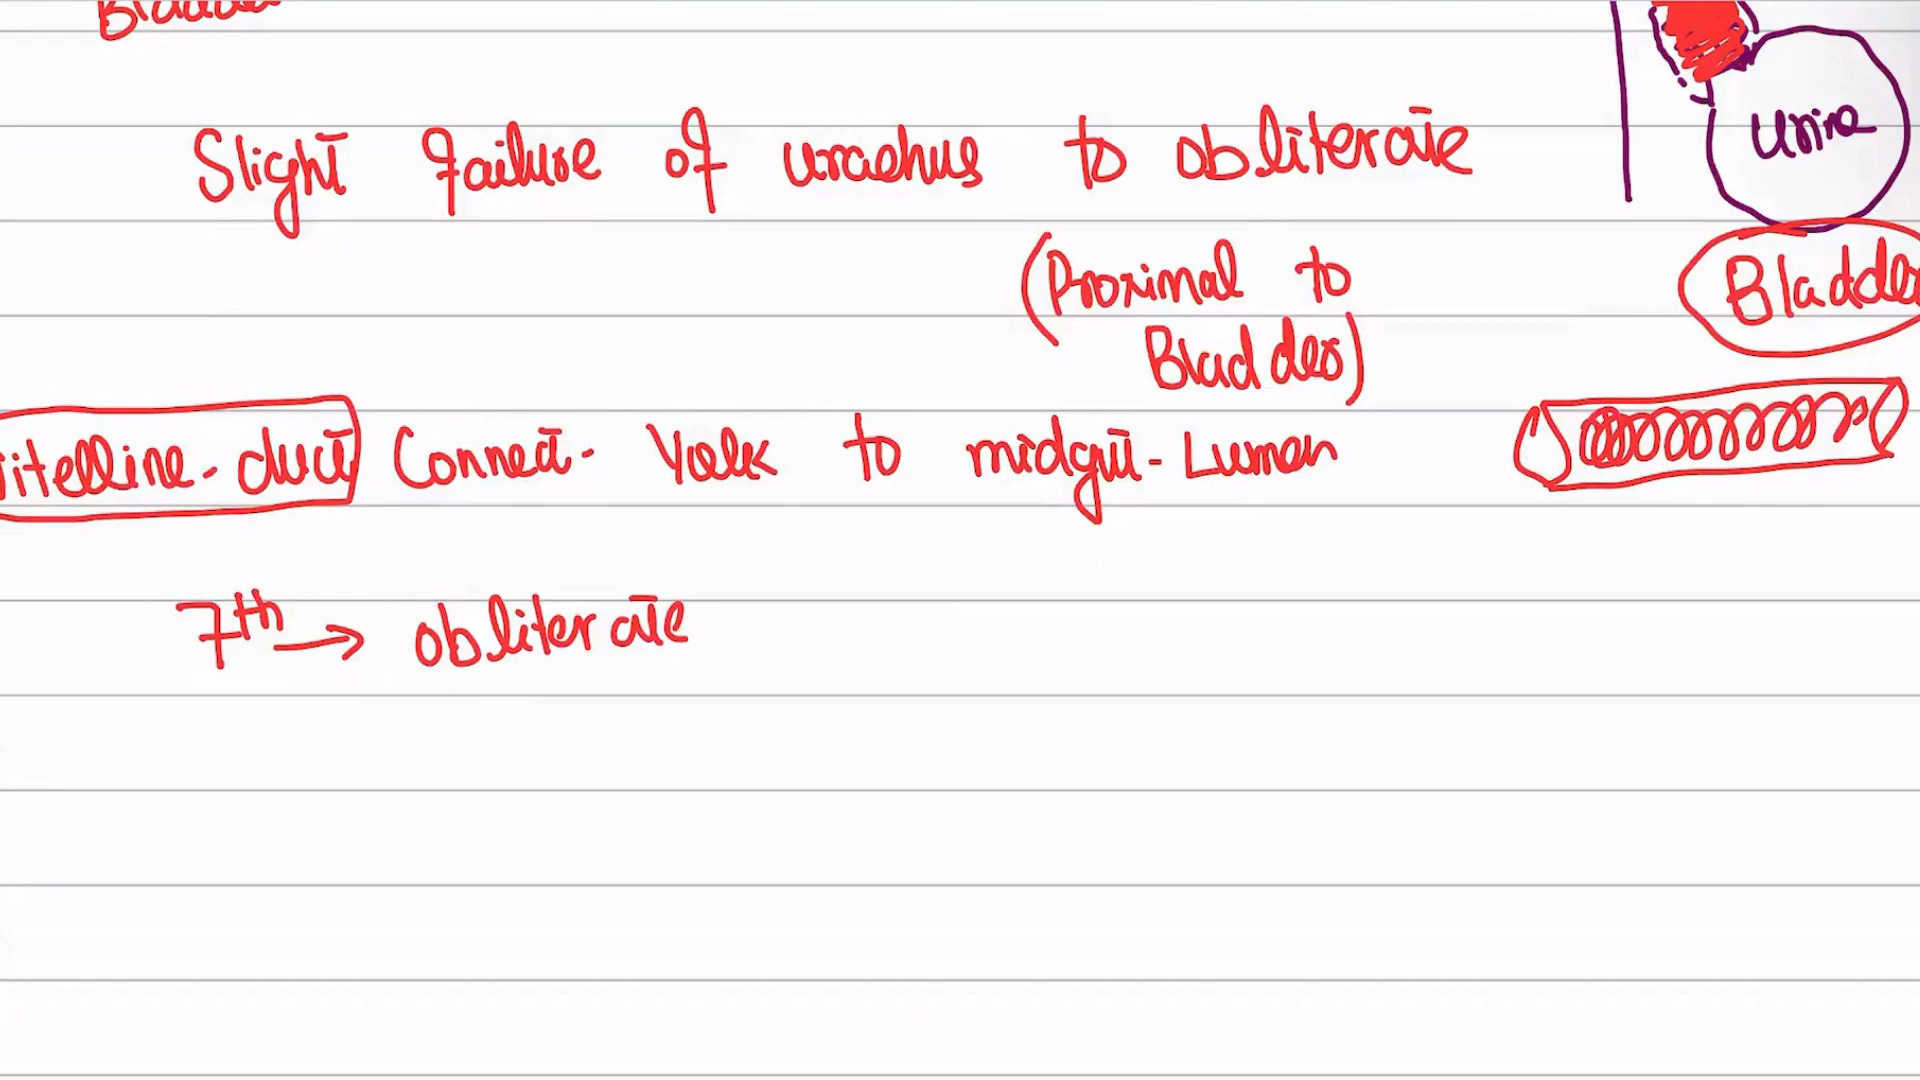 Urine
Slight failure of urachus to obliterate
(Proximal to
Bladder)
Bladder
Vitelline-duct Connect- Yolk to midgut-Lumen
7th → obliterate